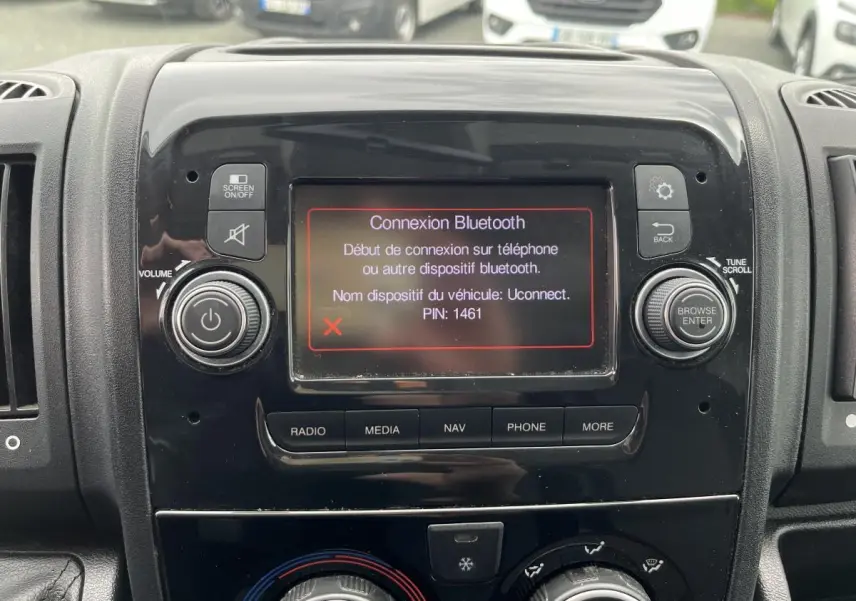 SCREEN
ON/OFF
VOLUME
Connexion Bluetooth
Début de connexion sur téléphone
ou autre dispositif bluetooth.
Nom dispositif du véhicule: Uconnect.
PIN: 1461
BACK
TUNE
SCROLL
BROWSE
ENTER
RADIO
MEDIA
NAV
PHONE
MORE